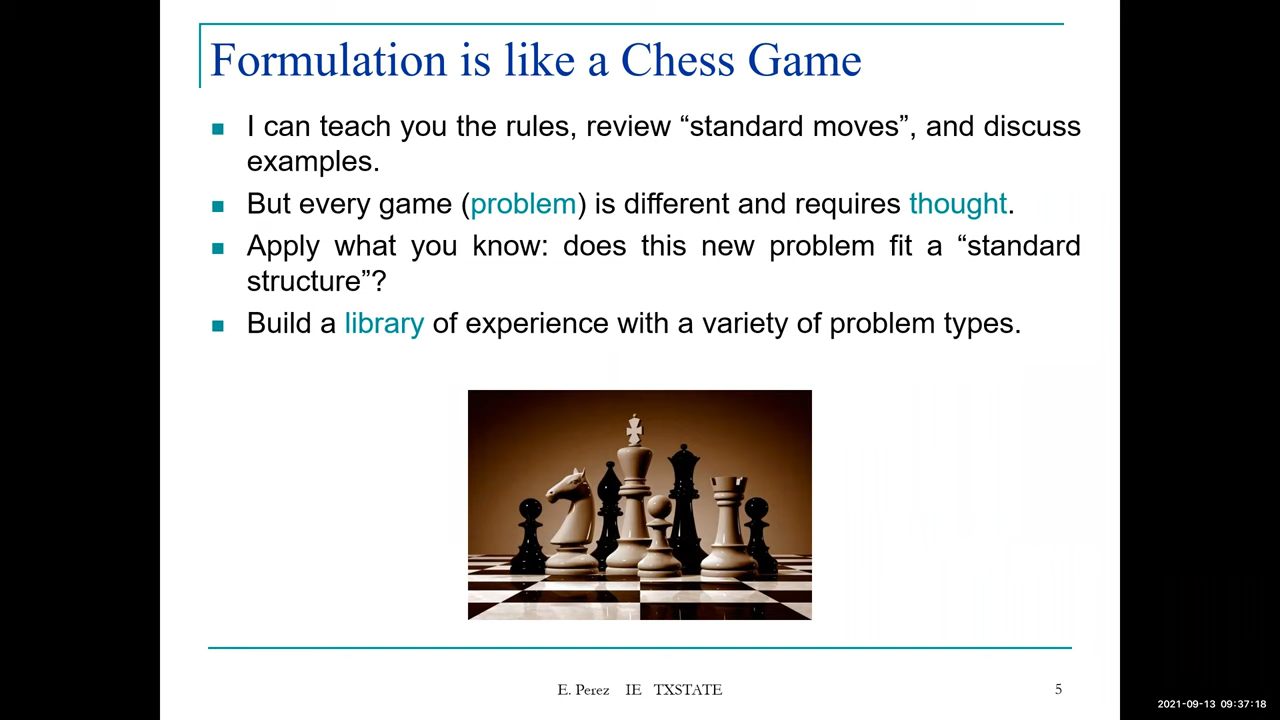 Formulation is like a Chess Game
I can teach you the rules, review “standard moves”, and discuss
examples.
But every game (problem) is different and requires thought.
Apply what you know: does this new problem fit a “standard
structure”?
Build a library of experience with a variety of problem types.
E. Perez IE TXSTATE
5
2021-09-13 09:37:18